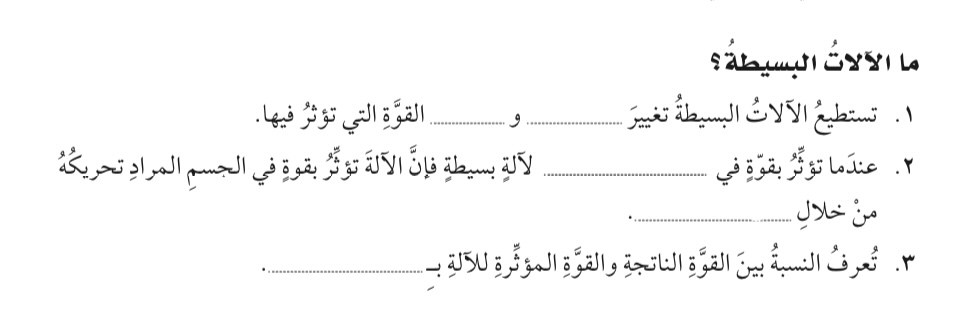 ما الآلاتُ البسيطةُ؟
١. تستطيعُ الآلاتُ البسيطةُ تغييرَ ............ و ............ القوَّةِ التي تؤثرُ فيها.
٢. عندَما تؤثِّرُ بقوّةٍ في ............ لآلةٍ بسيطةٍ فإنَّ الآلةَ تؤثِّرُ بقوةٍ في الجسمِ المرادِ تحريكُهُ
منْ خلالِ ............ .
٣. تُعرفُ النسبةُ بينَ القوَّةِ الناتجةِ والقوَّةِ المؤثِّرةِ للآلةِ بِـ ............ .